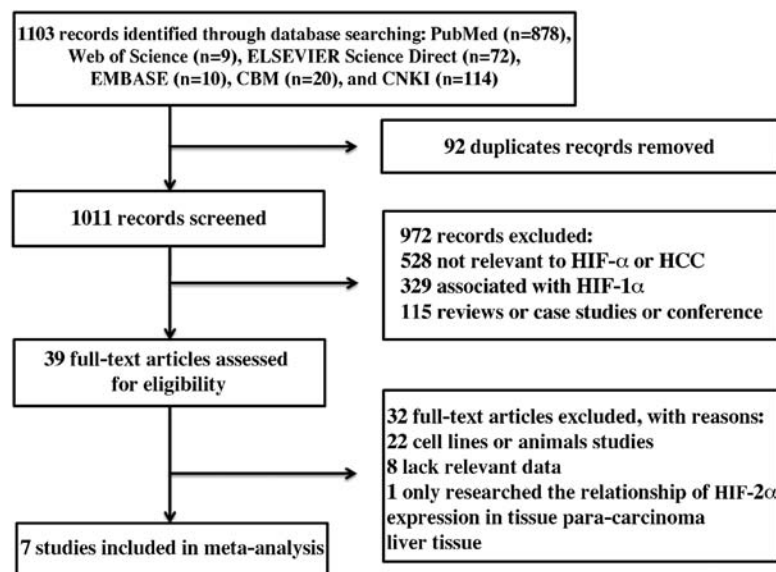 1103 records identified through database searching: PubMed (n=878),
Web of Science (n=9), ELSEVIER Science Direct (n=72),
EMBASE (n=10), CBM (n=20), and CNKI (n=114)
92 duplicates records removed
1011 records screened
972 records excluded:
528 not relevant to HIF-α or HCC
329 associated with HIF-1α
115 reviews or case studies or conference
39 full-text articles assessed
for eligibility
32 full-text articles excluded, with reasons:
22 cell lines or animals studies
8 lack relevant data
1 only researched the relationship of HIF-2α
expression in tissue para-carcinoma
liver tissue
7 studies included in meta-analysis